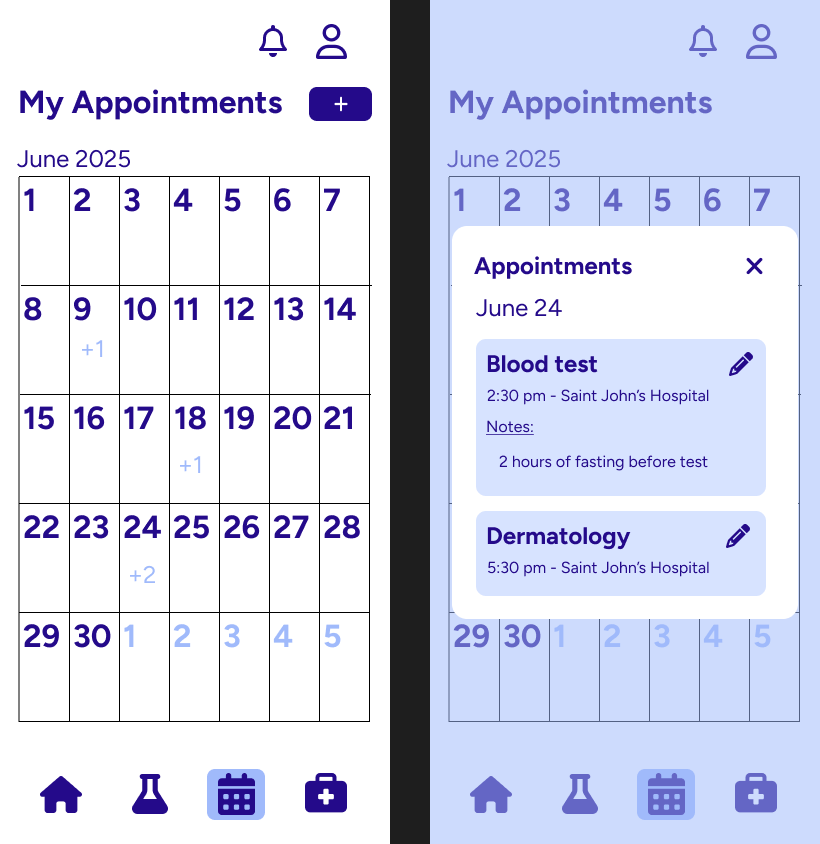 My Appointments
+
June 2025
1 2 3 4 5 6 7
8 9 10 11 12 13 14
+1
15 16 17 18 19 20 21
+1
22 23 24 25 26 27 28
+2
29 30 1 2 3 4 5
My Appointments
June 2025
1 2 3 4 5 6 7
Appointments
June 24
Blood test
2:30 pm - Saint John’s Hospital
Notes:
2 hours of fasting before test
Dermatology
5:30 pm - Saint John’s Hospital
29 30 1 2 3 4 5